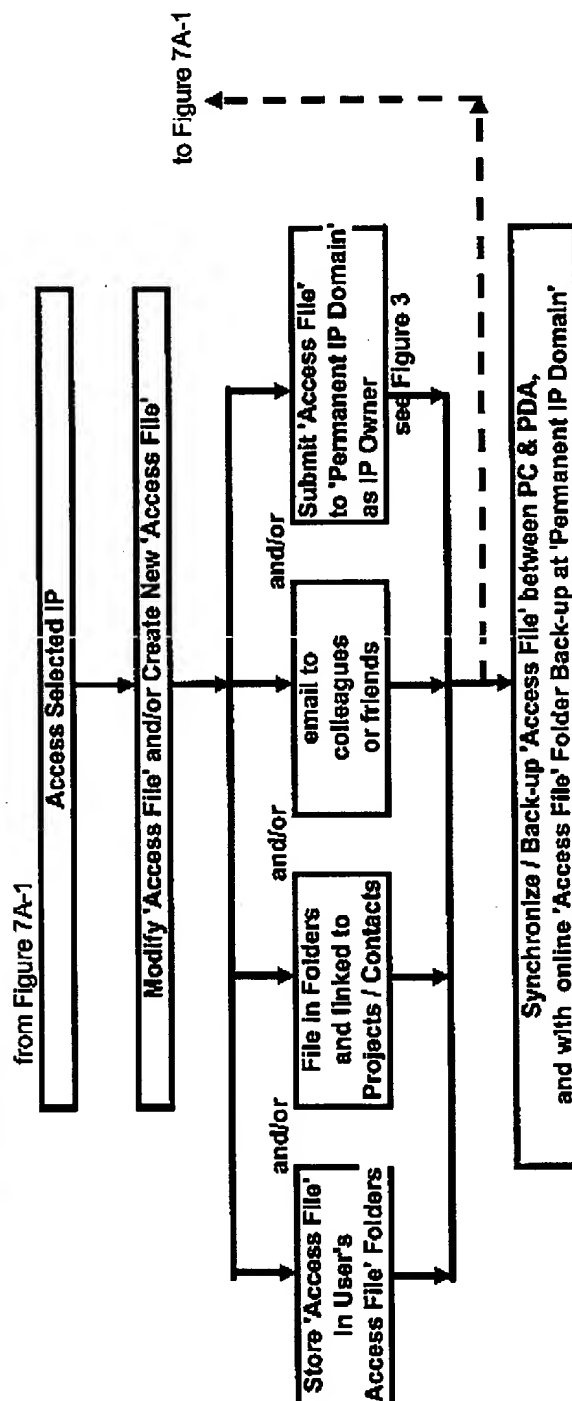 from Figure 7A-1
Access Selected IP
to Figure 7A-1
Modify 'Access File' and/or Create New 'Access File'
and/or
and/or
and/or
Store 'Access File'
In User's
Access File' Folders
File in Folders
and linked to
Projects / Contacts
email to
colleagues
or friends
Submit 'Access File'
to 'Permanent IP Domain'
as IP Owner
see Figure 3
Synchronize / Back-up 'Access File' between PC & PDA,
and with online 'Access File' Folder Back-up at 'Permanent IP Domain'